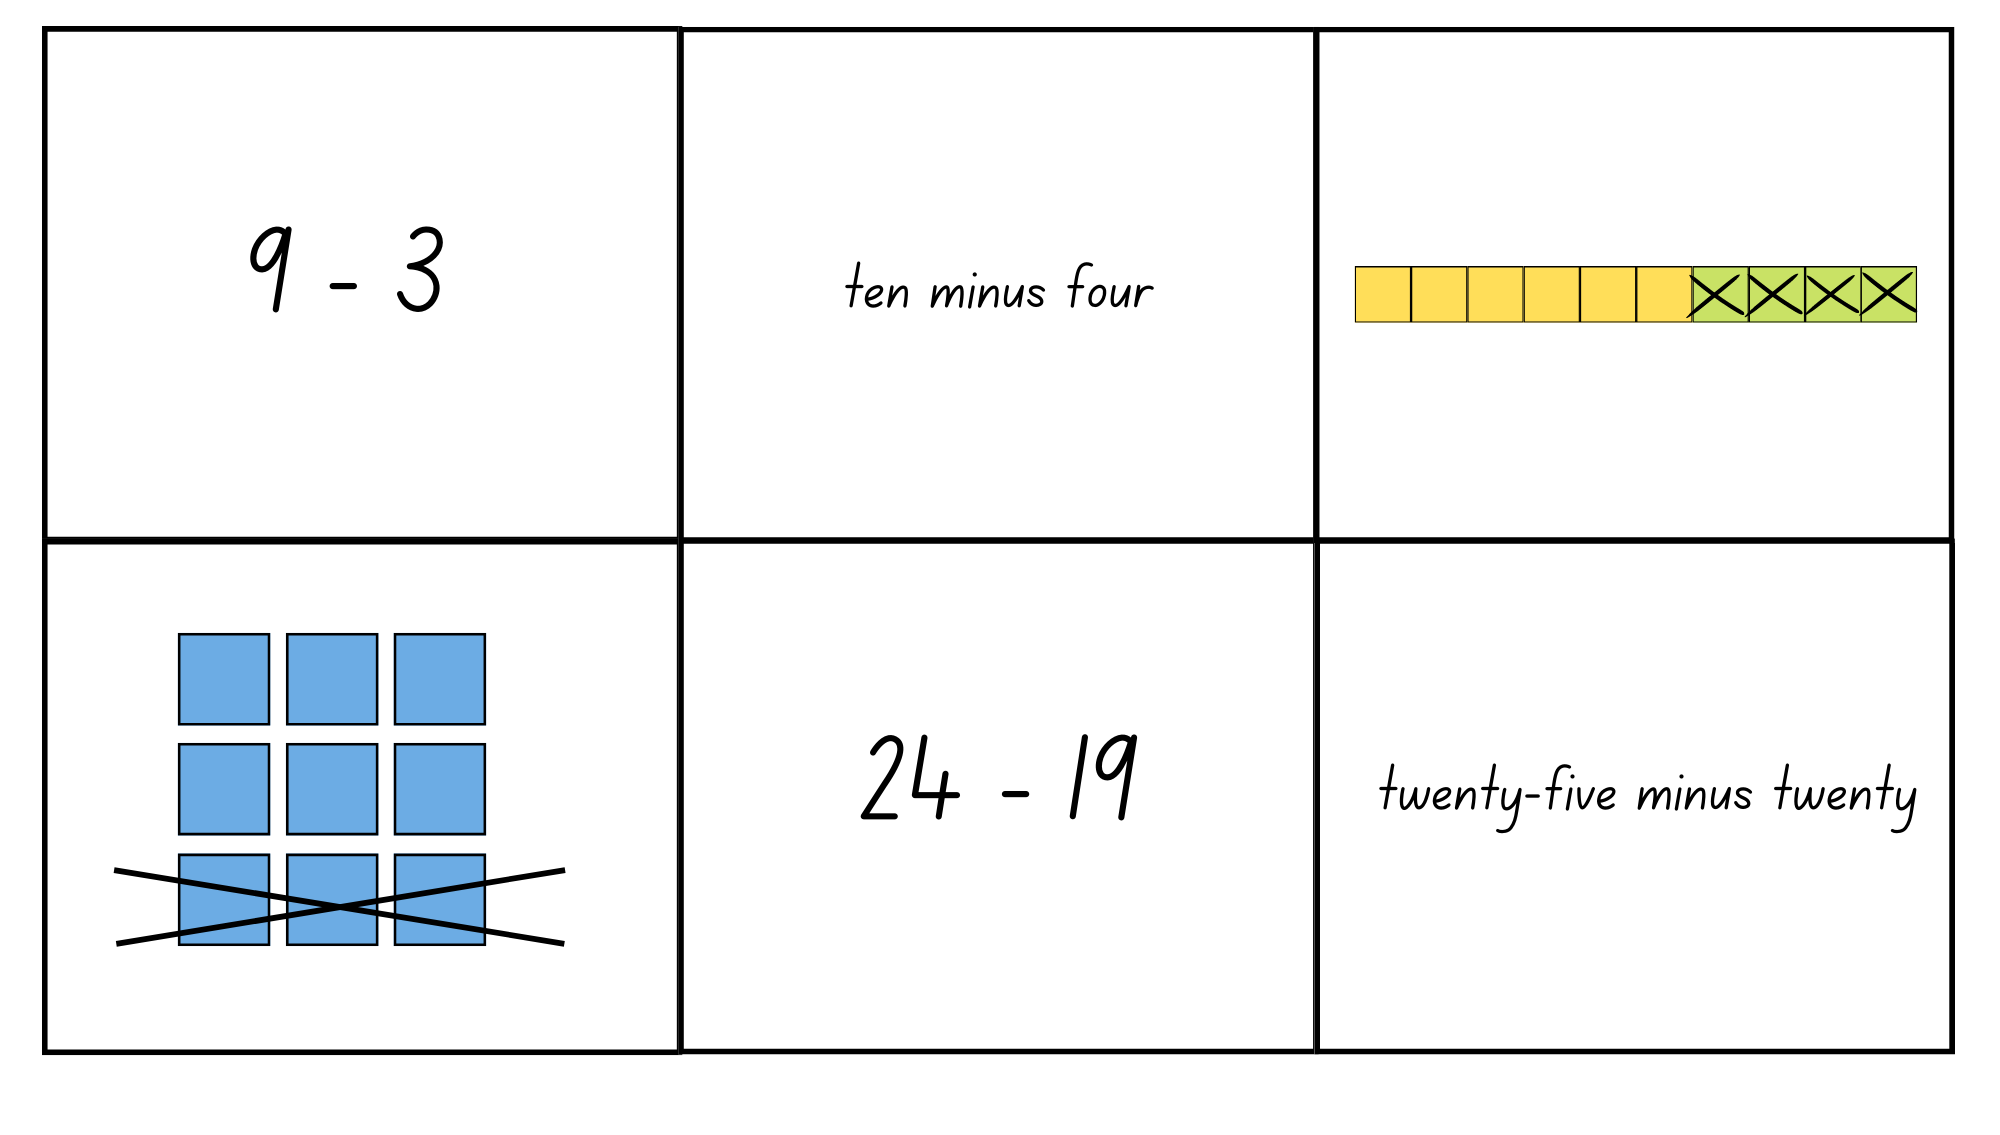 9 - 3
ten minus four
24 - 19
twenty-five minus twenty